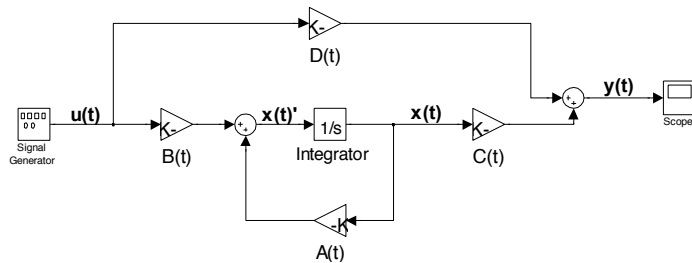 K-
D(t)
u(t)
K-
B(t)
x(t)'
1/s
Integrator
x(t)
K-
C(t)
y(t)
Scope
Signal
Generator
-K
A(t)